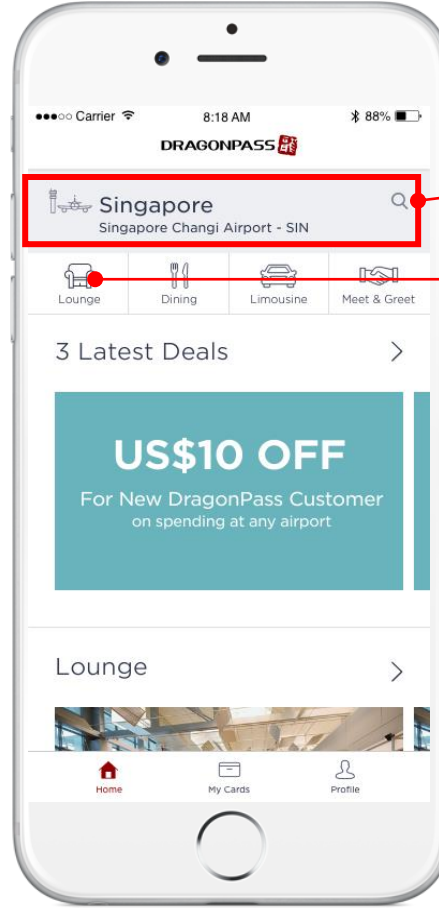 Carrier 8:18 AM 88%
DRAGONPASS
Singapore
Singapore Changi Airport - SIN
Lounge Dining Limousine Meet & Greet
3 Latest Deals
US$10 OFF
For New DragonPass Customer
on spending at any airport
Lounge
Home My Cards Profile